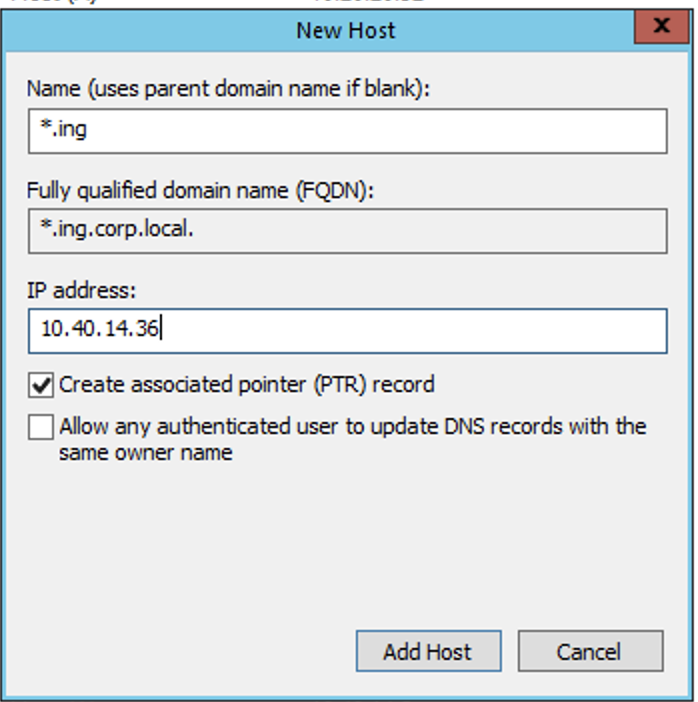 New Host
X
Name (uses parent domain name if blank):
*.ing
Fully qualified domain name (FQDN):
*.ing.corp.local.
IP address:
10.40.14.36
Create associated pointer (PTR) record
Allow any authenticated user to update DNS records with the
same owner name
Add Host
Cancel